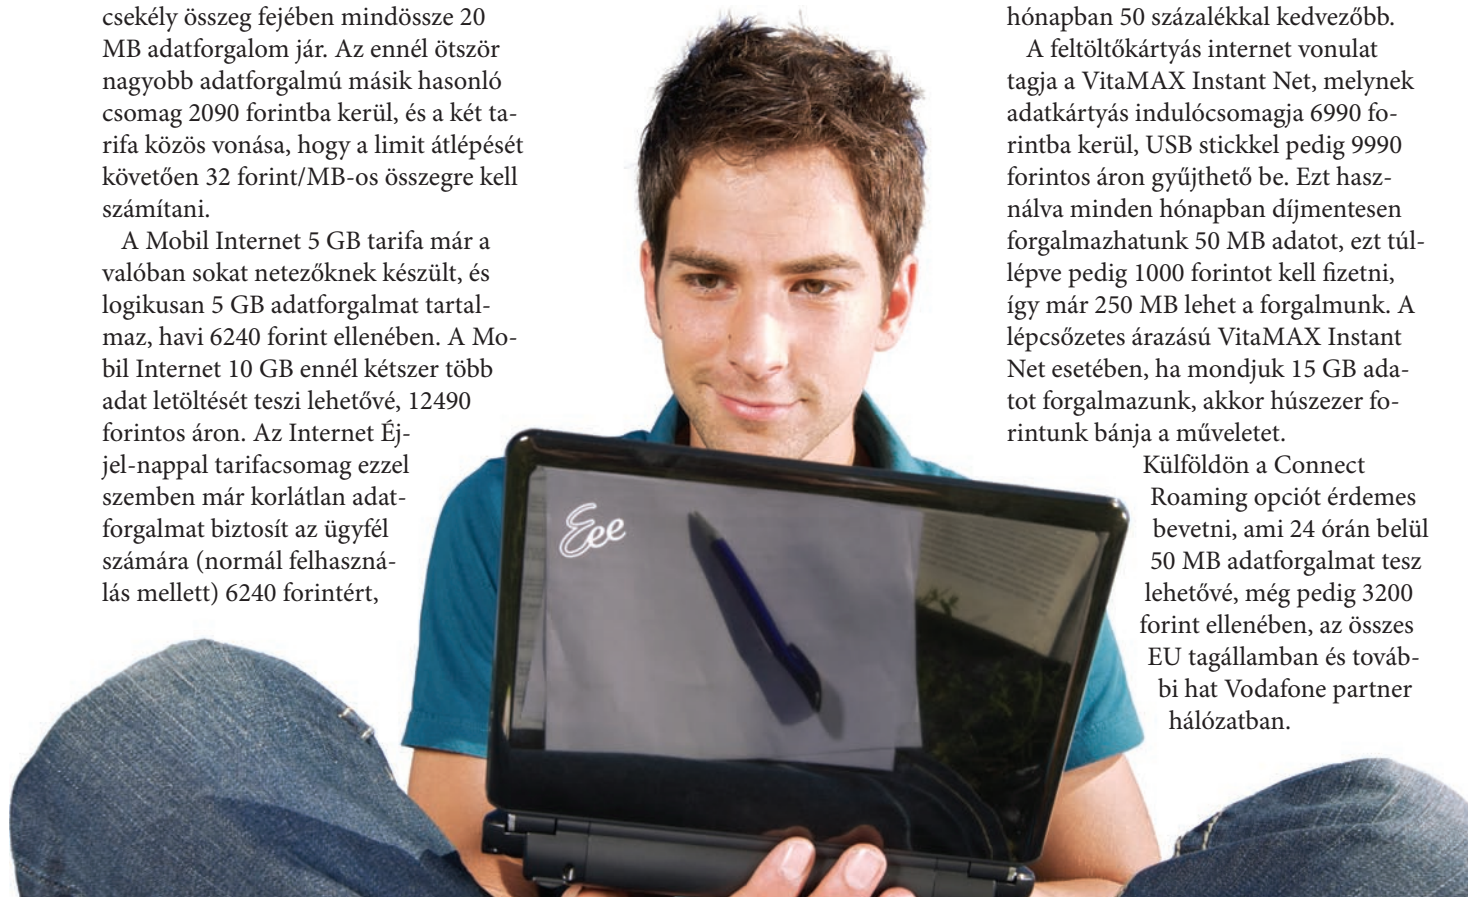 csekély összeg fejében mindössze 20
MB adatforgalom jár. Az ennél ötször
nagyobb adatforgalmú másik hasonló
csomag 2090 forintba kerül, és a két ta-
rifa közös vonása, hogy a limit átlépését
követően 32 forint/MB-os összegre kell
számítani.
A Mobil Internet 5 GB tarifa már a
valóban sokat netezőknek készült, és
logikusan 5 GB adatforgalmat tartal-
maz, havi 6240 forint ellenében. A Mo-
bil Internet 10 GB ennél kétszer több
adat letöltését teszi lehetővé, 12490
forintos áron. Az Internet Éj-
jel-nappal tarifacsomag ezzel
szemben már korlátlan adat-
forgalmat biztosít az ügyfél
számára (normál felhaszná-
lás mellett) 6240 forintért,
hónapban 50 százalékkal kedvezőbb.
A feltöltőkártyás internet vonulat
tagja a VitaMAX Instant Net, melynek
adatkártyás indulócsomagja 6990 fo-
rintba kerül, USB stickkel pedig 9990
forintos áron gyűjthető be. Ezt hasz-
nálva minden hónapban díjmentesen
forgalmazhatunk 50 MB adatot, ezt túl-
lépve pedig 1000 forintot kell fizetni,
így már 250 MB lehet a forgalmunk. A
lépcsőzetes árazású VitaMAX Instant
Net esetében, ha mondjuk 15 GB ada-
tot forgalmazunk, akkor húszezer fo-
rintunk bánja a műveletet.
Külföldön a Connect
Roaming opciót érdemes
bevetni, ami 24 órán belül
50 MB adatforgalmat tesz
lehetővé, még pedig 3200
forint ellenében, az összes
EU tagállamban és továb-
bi hat Vodafone partner
hálózatban.
Eee